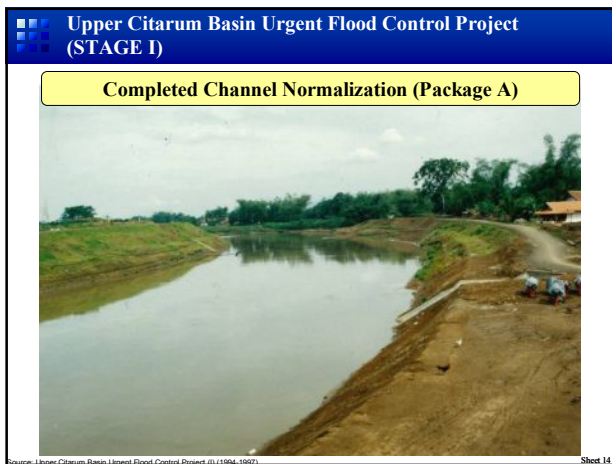 Upper Citarum Basin Urgent Flood Control Project
(STAGE I)
Completed Channel Normalization (Package A)
Source: Upper Citarum Basin Urgent Flood Control Project (I) (1994-1997)
Sheet 14